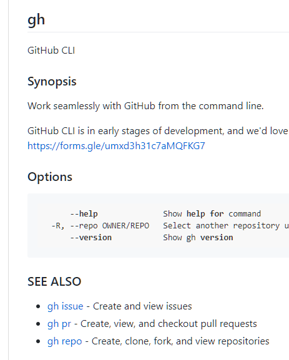 gh
GitHub CLI
Synopsis
Work seamlessly with GitHub from the command line.
GitHub CLI is in early stages of development, and we'd love
https://forms.gle/umxd3h31c7aMQFKG7
Options
--help Show help for command
-R, --repo OWNER/REPO Select another repository u
--version Show gh version
SEE ALSO
• gh issue - Create and view issues
• gh pr - Create, view, and checkout pull requests
• gh repo - Create, clone, fork, and view repositories